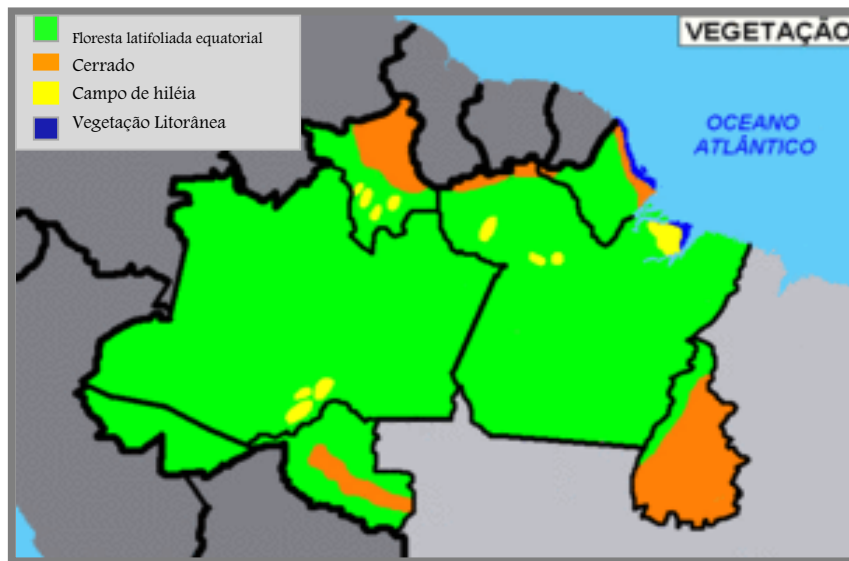 VEGETAÇÃO
Floresta latifoliada equatorial
Cerrado
Campo de hiléia
Vegetação Litorânea
OCEANO
ATLÂNTICO